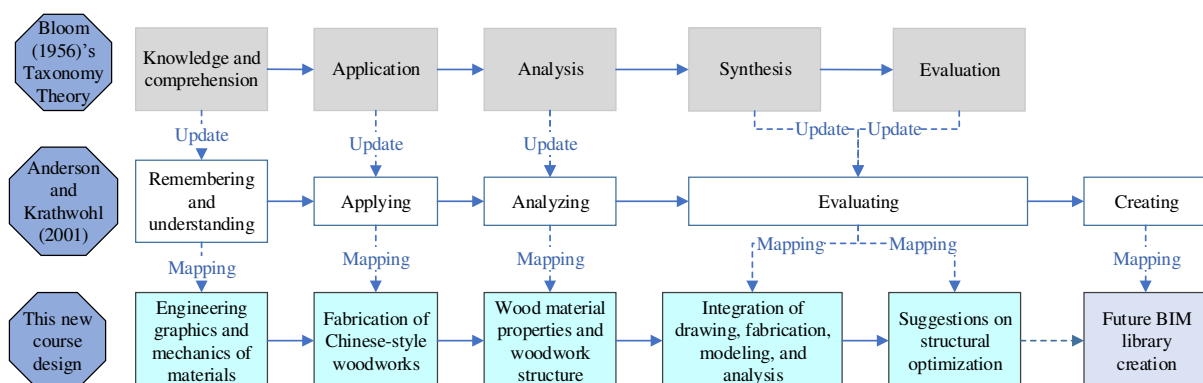 Bloom
(1956)'s
Taxonomy
Theory
Knowledge and
comprehension
Application
Analysis
Synthesis
Evaluation
Update
Update
Update
Update
Update
Anderson
and
Krathwohl
(2001)
Remembering
and
understanding
Applying
Analyzing
Evaluating
Creating
Mapping
Mapping
Mapping
Mapping
Mapping
Mapping
This new
course
design
Engineering
graphics and
mechanics of
materials
Fabrication of
Chinese-style
woodworks
Wood material
properties and
woodwork
structure
Integration of
drawing, fabrication,
modeling, and
analysis
Suggestions on
structural
optimization
Future BIM
library
creation